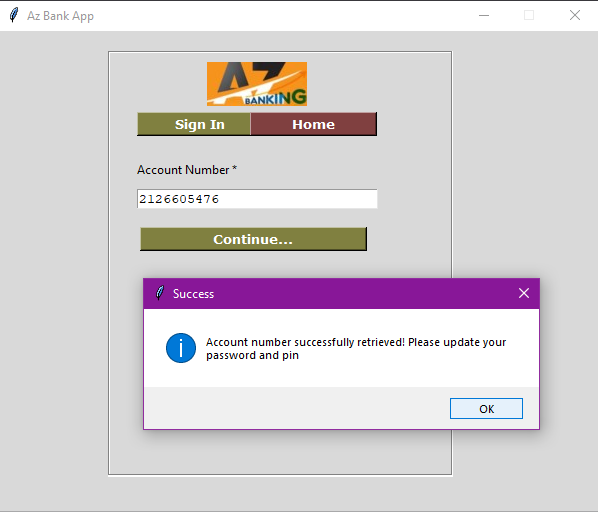 Az Bank App
AZ
BANKING
Sign In
Home
Account Number *
2126605476
Continue...
Success
Account number successfully retrieved! Please update your
password and pin
OK